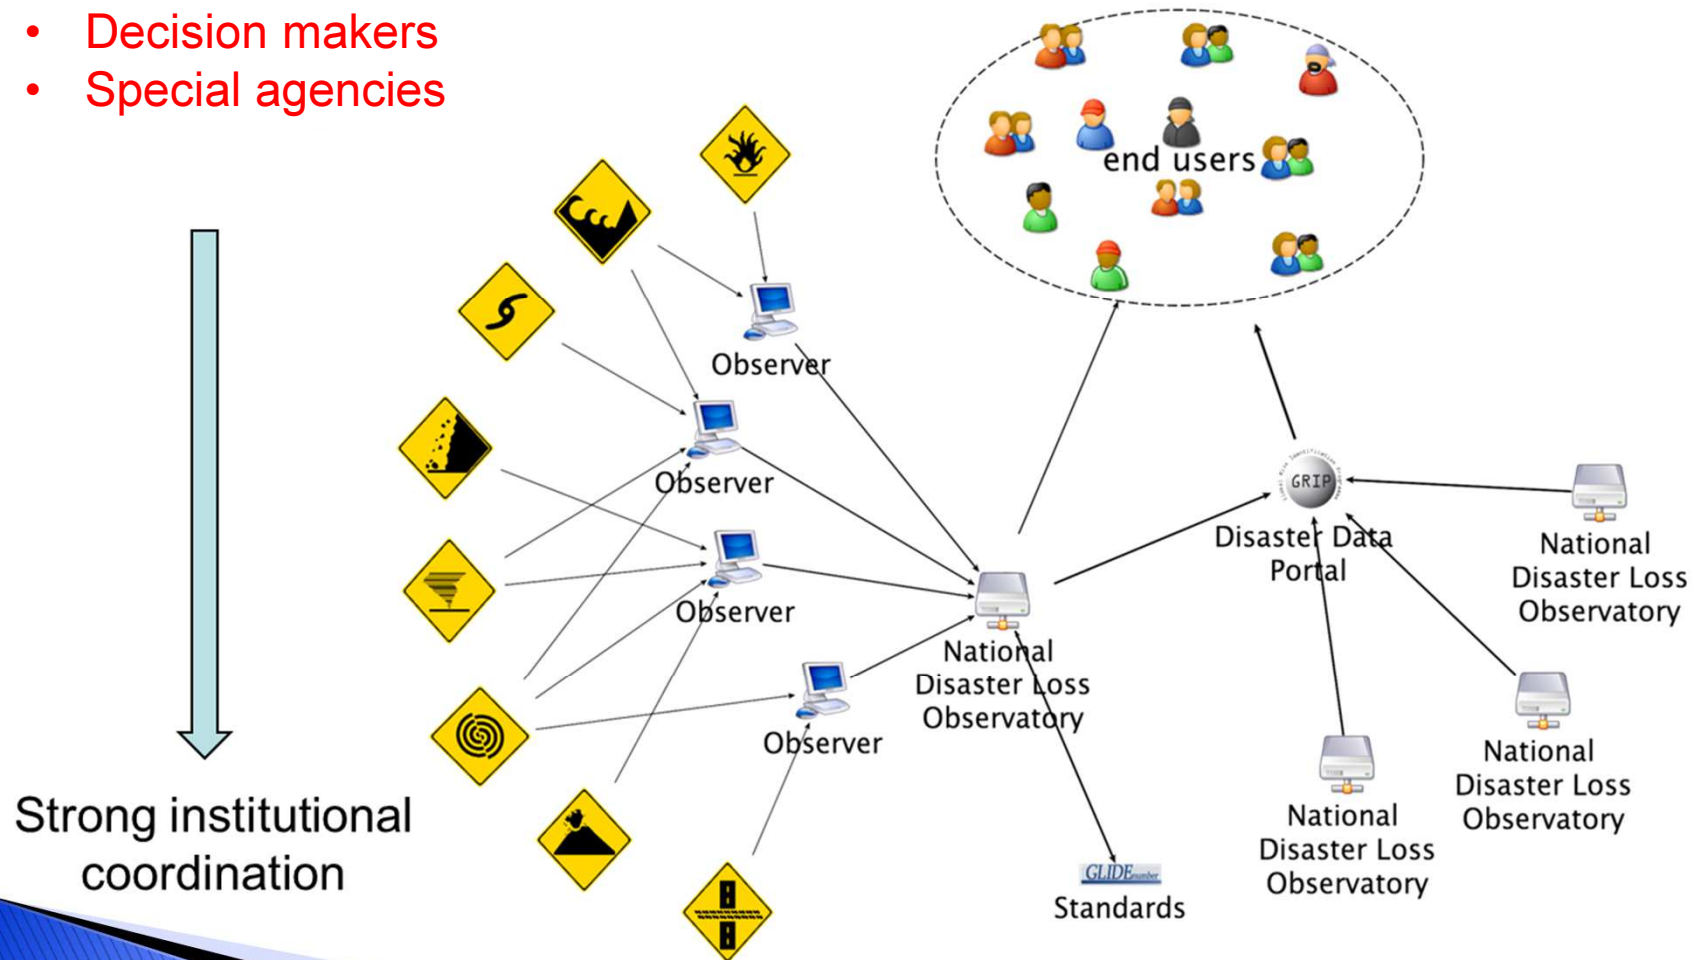 • Decision makers
• Special agencies
end users
Observer
Observer
Observer
Observer
National
Disaster Loss
Observatory
GRIP
Disaster Data
Portal
National
Disaster Loss
Observatory
National
Disaster Loss
Observatory
National
Disaster Loss
Observatory
GLIDEnumber
Standards
Strong institutional
coordination